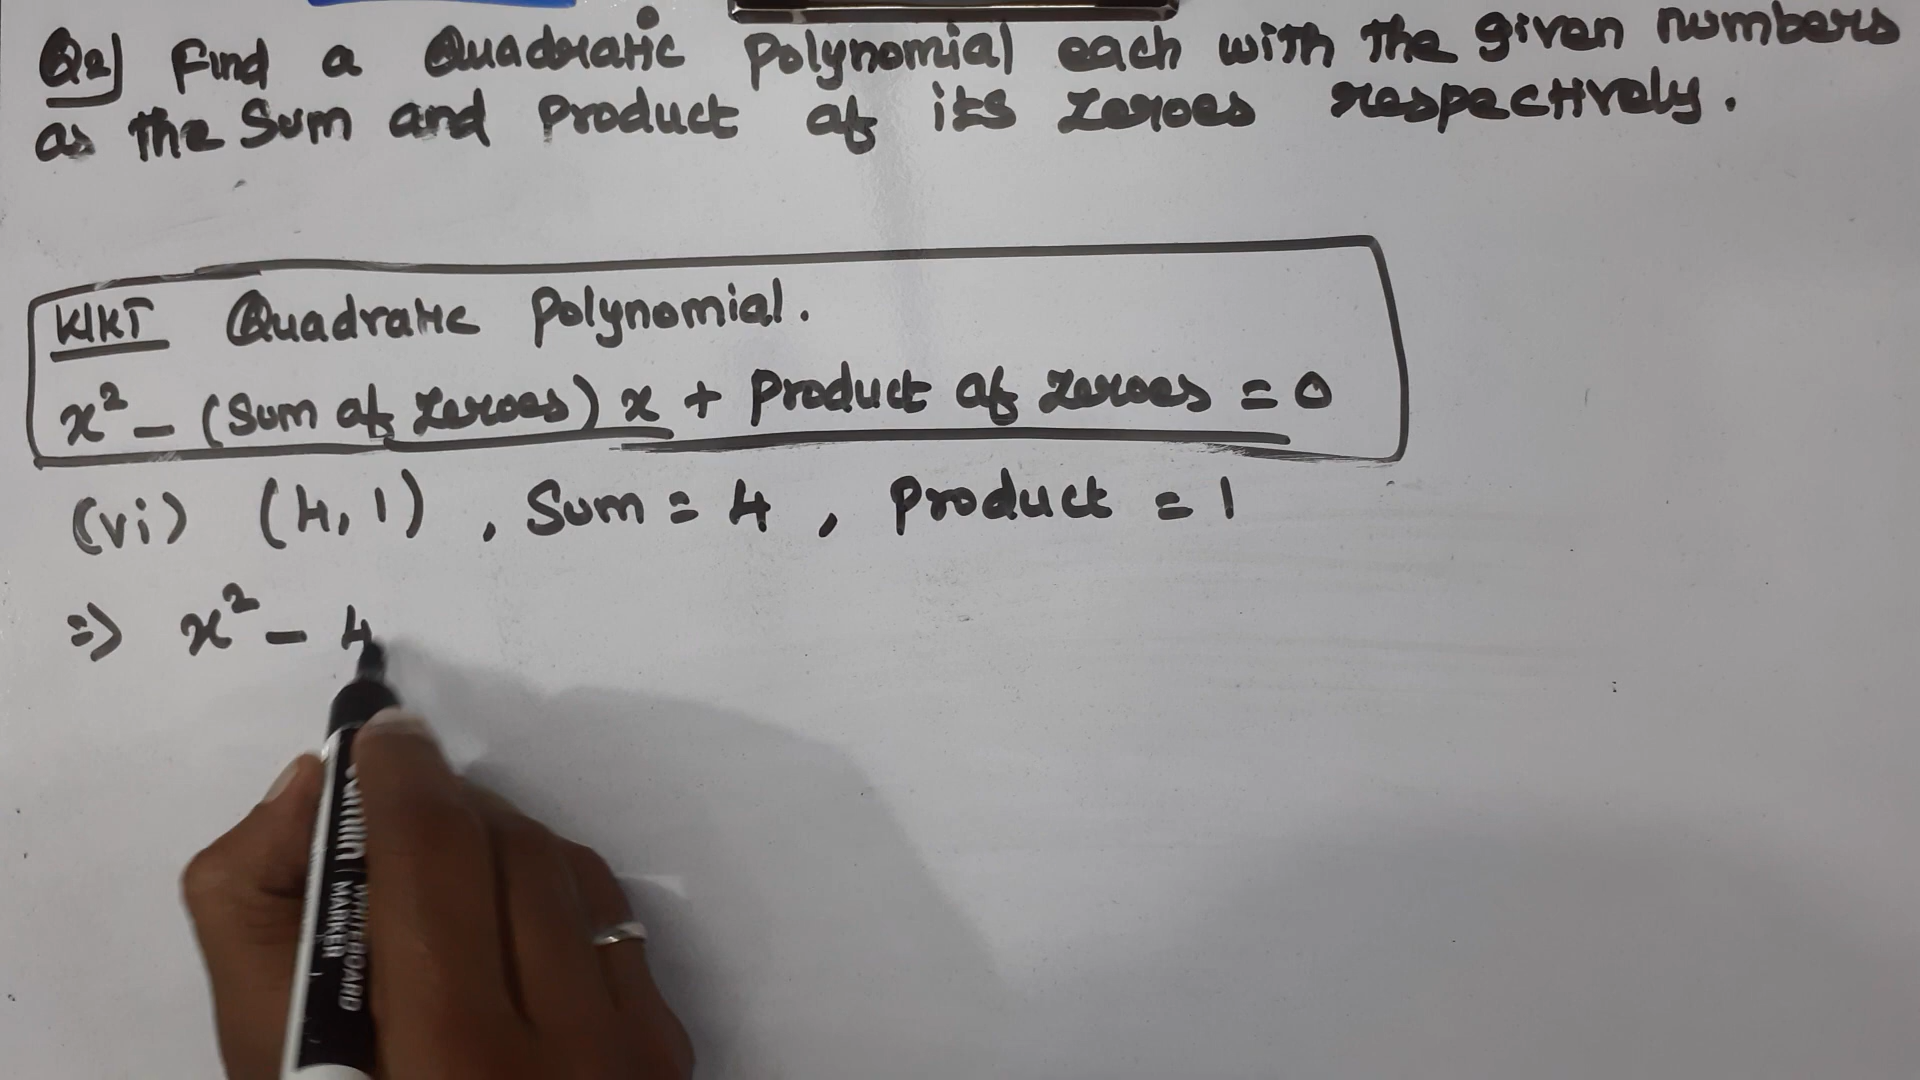 Q2) Find a Quadratic Polynomial each with the given numbers
as the Sum and Product of its Zeroes respectively.
WKT Quadratic Polynomial.
x² - (Sum of Zeroes) x + Product of Zeroes = 0
(vi) (4, 1) , Sum = 4 , Product = 1
=> x² - 4
WHITEBOARD
MARKER